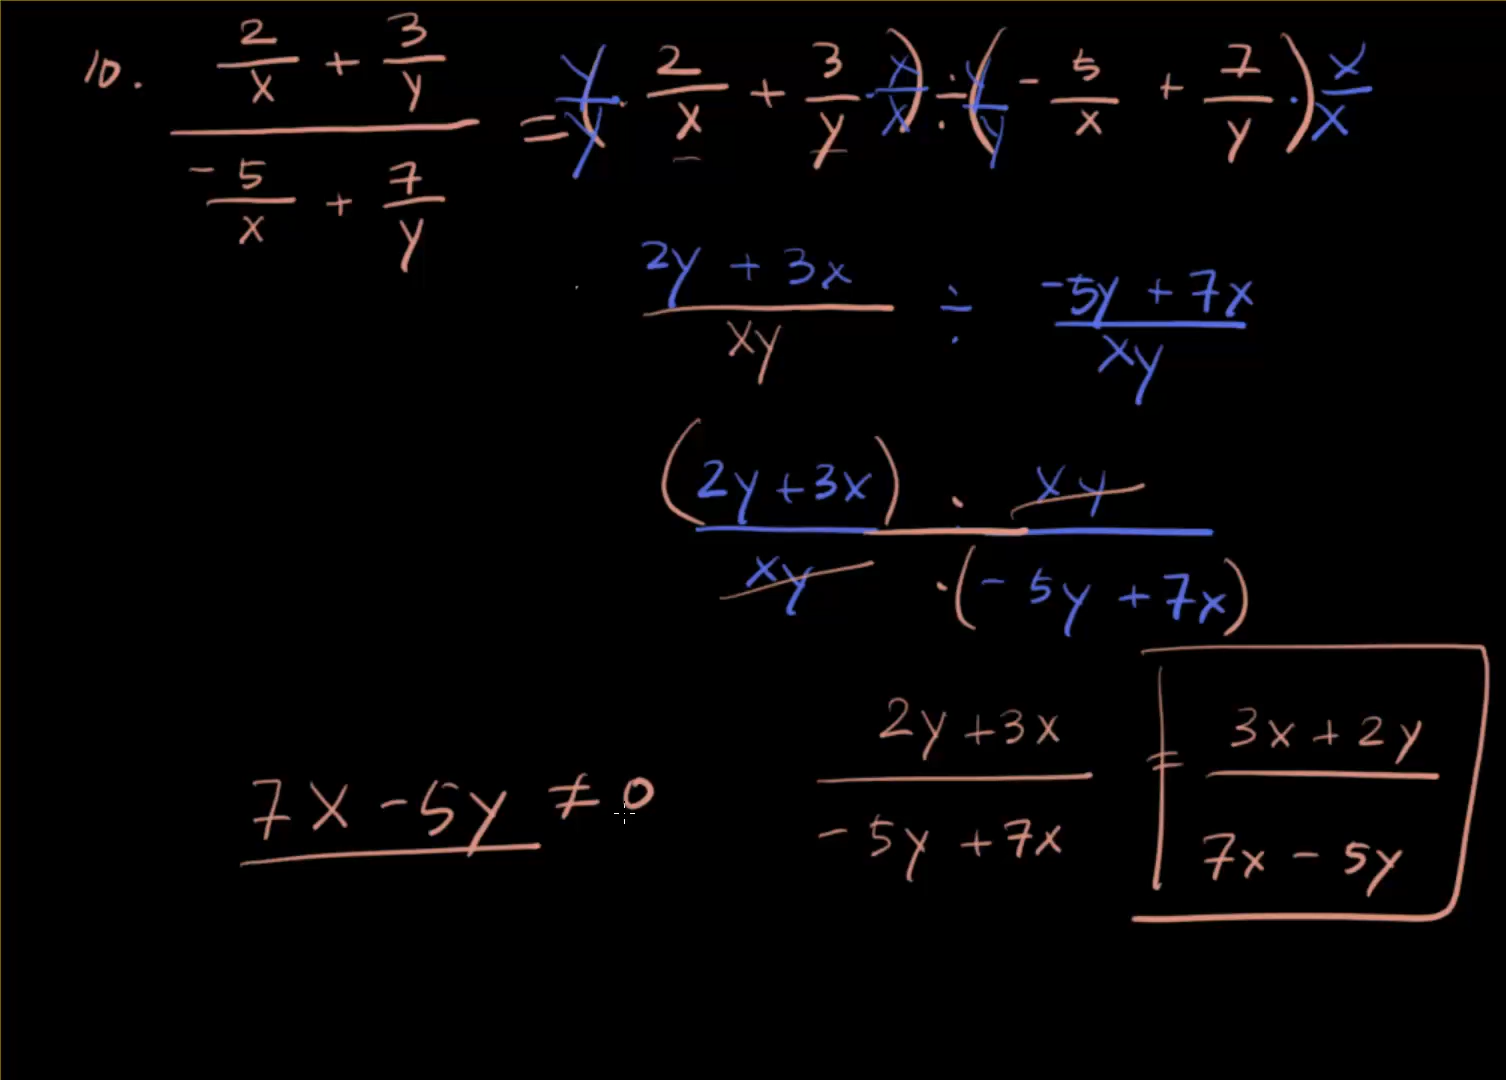 10. (2/x + 3/y)/(-5/x + 7/y) = (y/y · 2/x + 3/y · x/x) ÷ (y/y - 5/x + 7/y · x/x)
(2y + 3x)/xy ÷ (-5y + 7x)/xy
(2y + 3x) · xy / xy · (-5y + 7x)
(2y + 3x)/(-5y + 7x) = (3x + 2y)/(7x - 5y)
7x - 5y ≠ 0